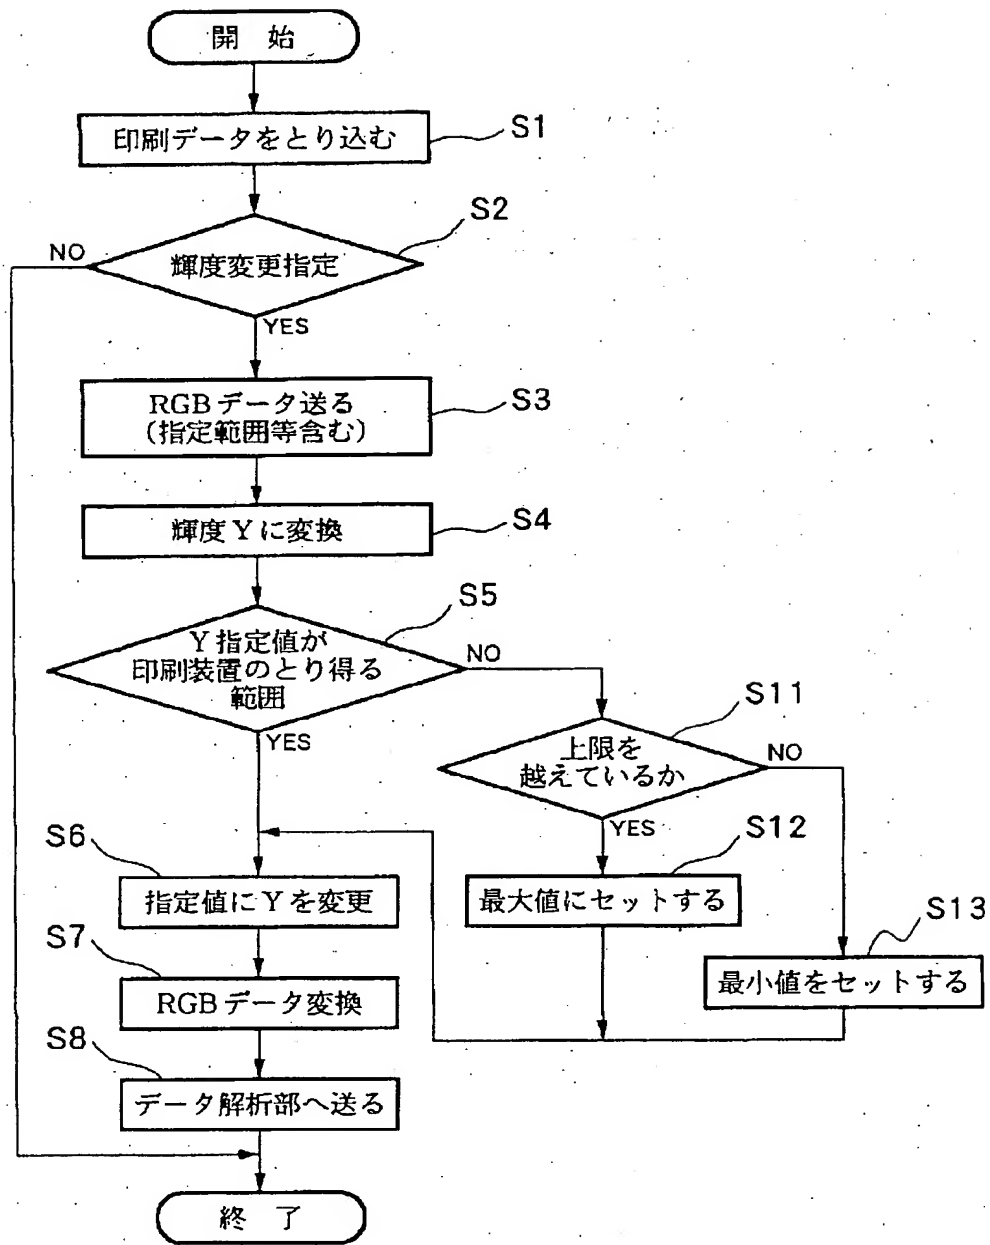 開 始
印刷データをとり込む
S1
S2
NO
輝度変更指定
YES
RGBデータ送る
(指定範囲等含む)
S3
輝度Yに変換
S4
S5
Y指定値が
印刷装置のとり得る
範囲
NO
YES
S11
上限を
越えているか
NO
YES
S12
S6
指定値にYを変更
最大値にセットする
S13
最小値をセットする
S7
RGBデータ変換
S8
データ解析部へ送る
終 了